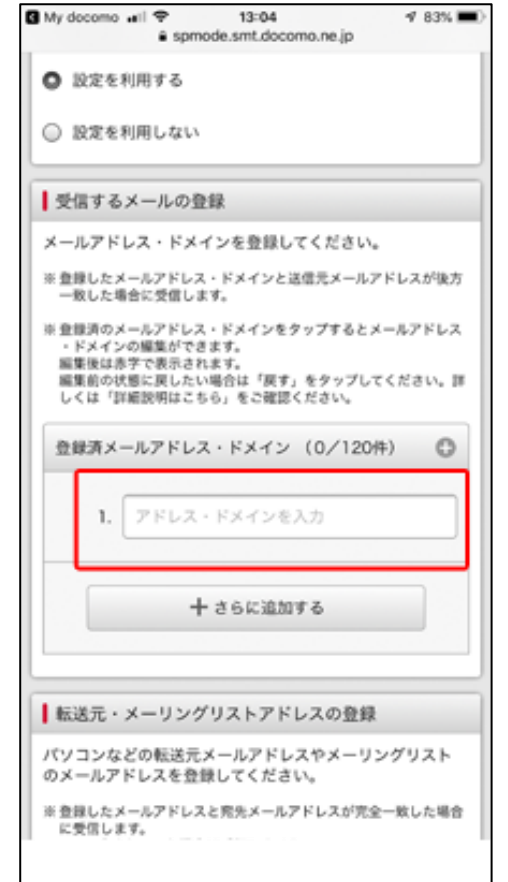 My docomo 13:04 83%
spmode.smt.docomo.ne.jp
設定を利用する
設定を利用しない
受信するメールの登録
メールアドレス・ドメインを登録してください。
※ 登録したメールアドレス・ドメインと送信元メールアドレスが後方
一致した場合に受信します。
※ 登録済のメールアドレス・ドメインをタップするとメールアドレス
・ドメインの編集ができます。
編集後は赤字で表示されます。
編集前の状態に戻したい場合は「戻す」をタップしてください。詳
しくは「詳細説明はこちら」をご確認ください。
登録済メールアドレス・ドメイン （0/120件）
1. アドレス・ドメインを入力
＋さらに追加する
転送元・メーリングリストアドレスの登録
パソコンなどの転送元メールアドレスやメーリングリスト
のメールアドレスを登録してください。
※ 登録したメールアドレスと宛先メールアドレスが完全一致した場合
に受信します。